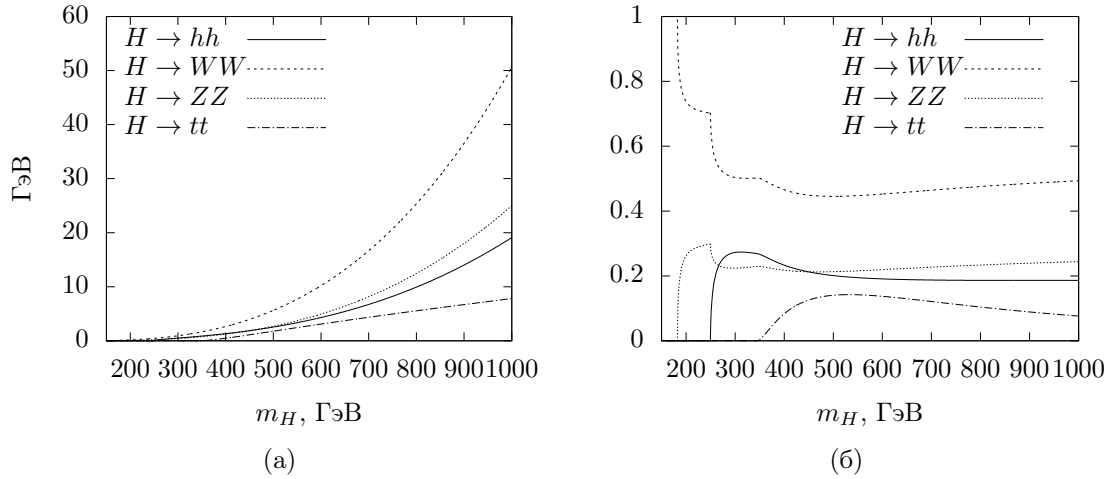 60
50
40
30
20
10
0
ГэВ
H → hh
H → WW
H → ZZ
H → tt
200 300 400 500 600 700 800 900 1000
m_H, ГэВ
(а)
1
0.8
0.6
0.4
0.2
0
H → hh
H → WW
H → ZZ
H → tt
200 300 400 500 600 700 800 900 1000
m_H, ГэВ
(б)